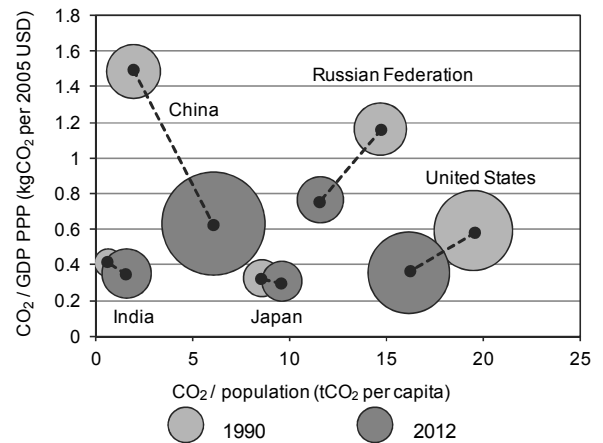 CO₂ / GDP PPP (kgCO₂ per 2005 USD)
1.8
1.6
1.4
1.2
1
0.8
0.6
0.4
0.2
0
Russian Federation
China
United States
India
Japan
0 5 10 15 20 25
CO₂ / population (tCO₂ per capita)
1990 2012